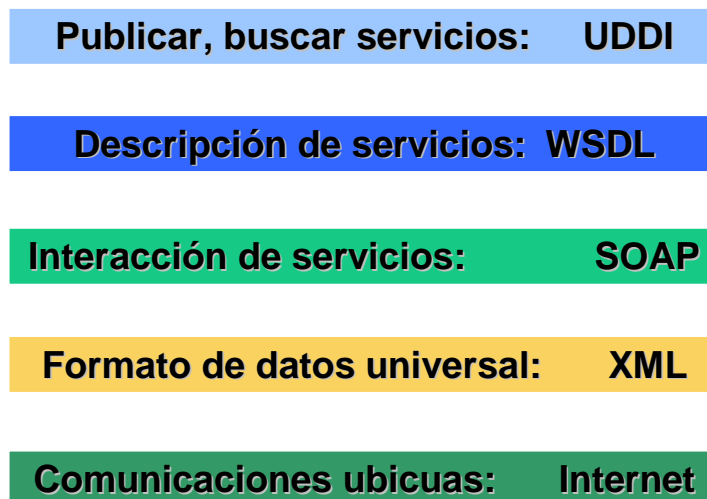 Publicar, buscar servicios: UDDI
Descripción de servicios: WSDL
Interacción de servicios: SOAP
Formato de datos universal: XML
Comunicaciones ubicuas: Internet